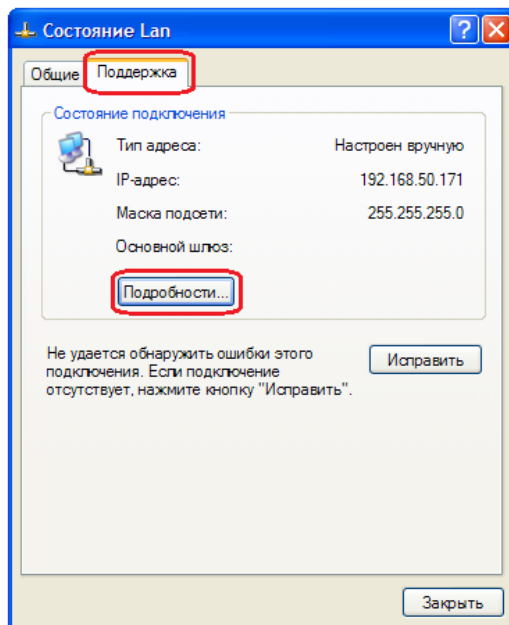 Состояние Lan
Общие
Поддержка
Состояние подключения
Тип адреса: Настроен вручную
IP-адрес: 192.168.50.171
Маска подсети: 255.255.255.0
Основной шлюз:
Подробности...
Не удается обнаружить ошибки этого
подключения. Если подключение
отсутствует, нажмите кнопку "Исправить".
Исправить
Закрыть